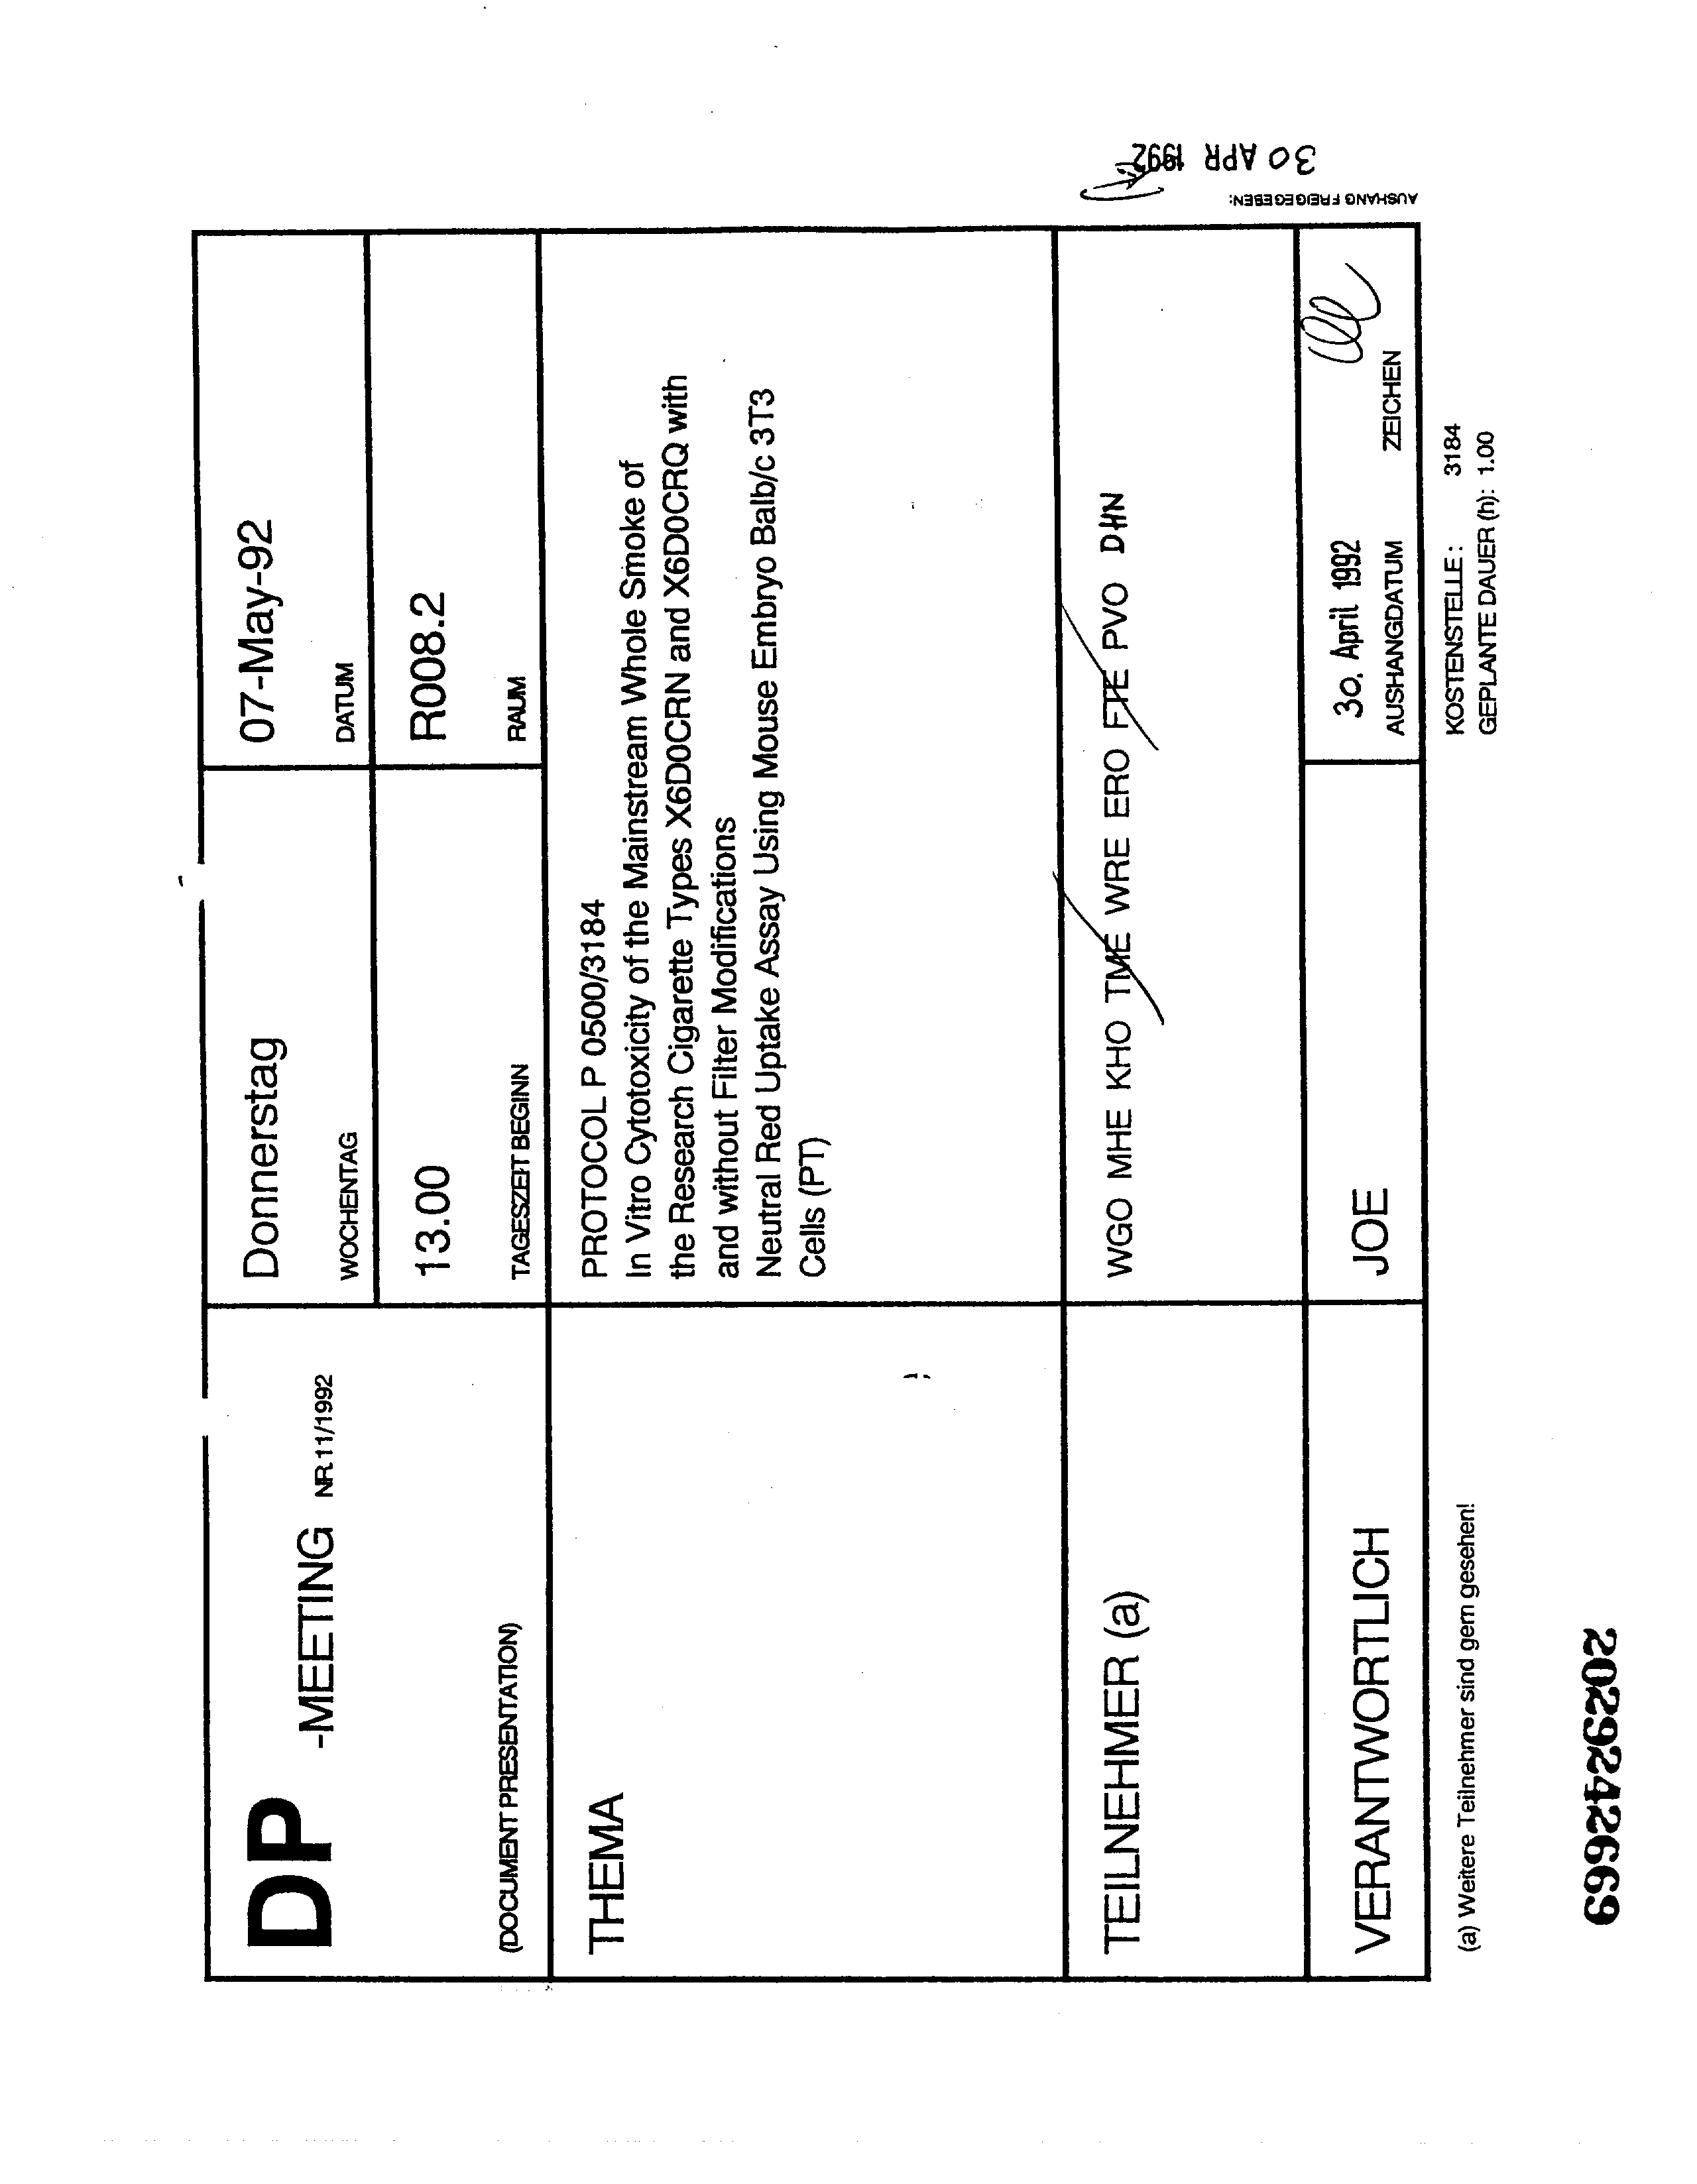 DP -MEETING NR.11/1992
(DOCUMENT PRESENTATION)
Donnerstag
WOCHENTAG
07-May-92
DATUM
13.00
TAGESZEIT BEGINN
R008.2
RAUM
THEMA
PROTOCOL P 0500/3184
In Vitro Cytotoxicity of the Mainstream Whole Smoke of
the Research Cigarette Types X6D0CRN and X6D0CRQ with
and without Filter Modifications
Neutral Red Uptake Assay Using Mouse Embryo Balb/c 3T3
Cells (PT)
TEILNEHMER (a)
WGO MHE KHO TME WRE ERO FTE PVO DHN
VERANTWORTLICH
JOE
30. April 1992
AUSHANGDATUM
ZEICHEN
(a) Weitere Teilnehmer sind gern gesehen!
KOSTENSTELLE: 3184
GEPLANTE DAUER (h): 1.00
AUSHANG FREIGEGEBEN:
30 APR 1992
2029242669